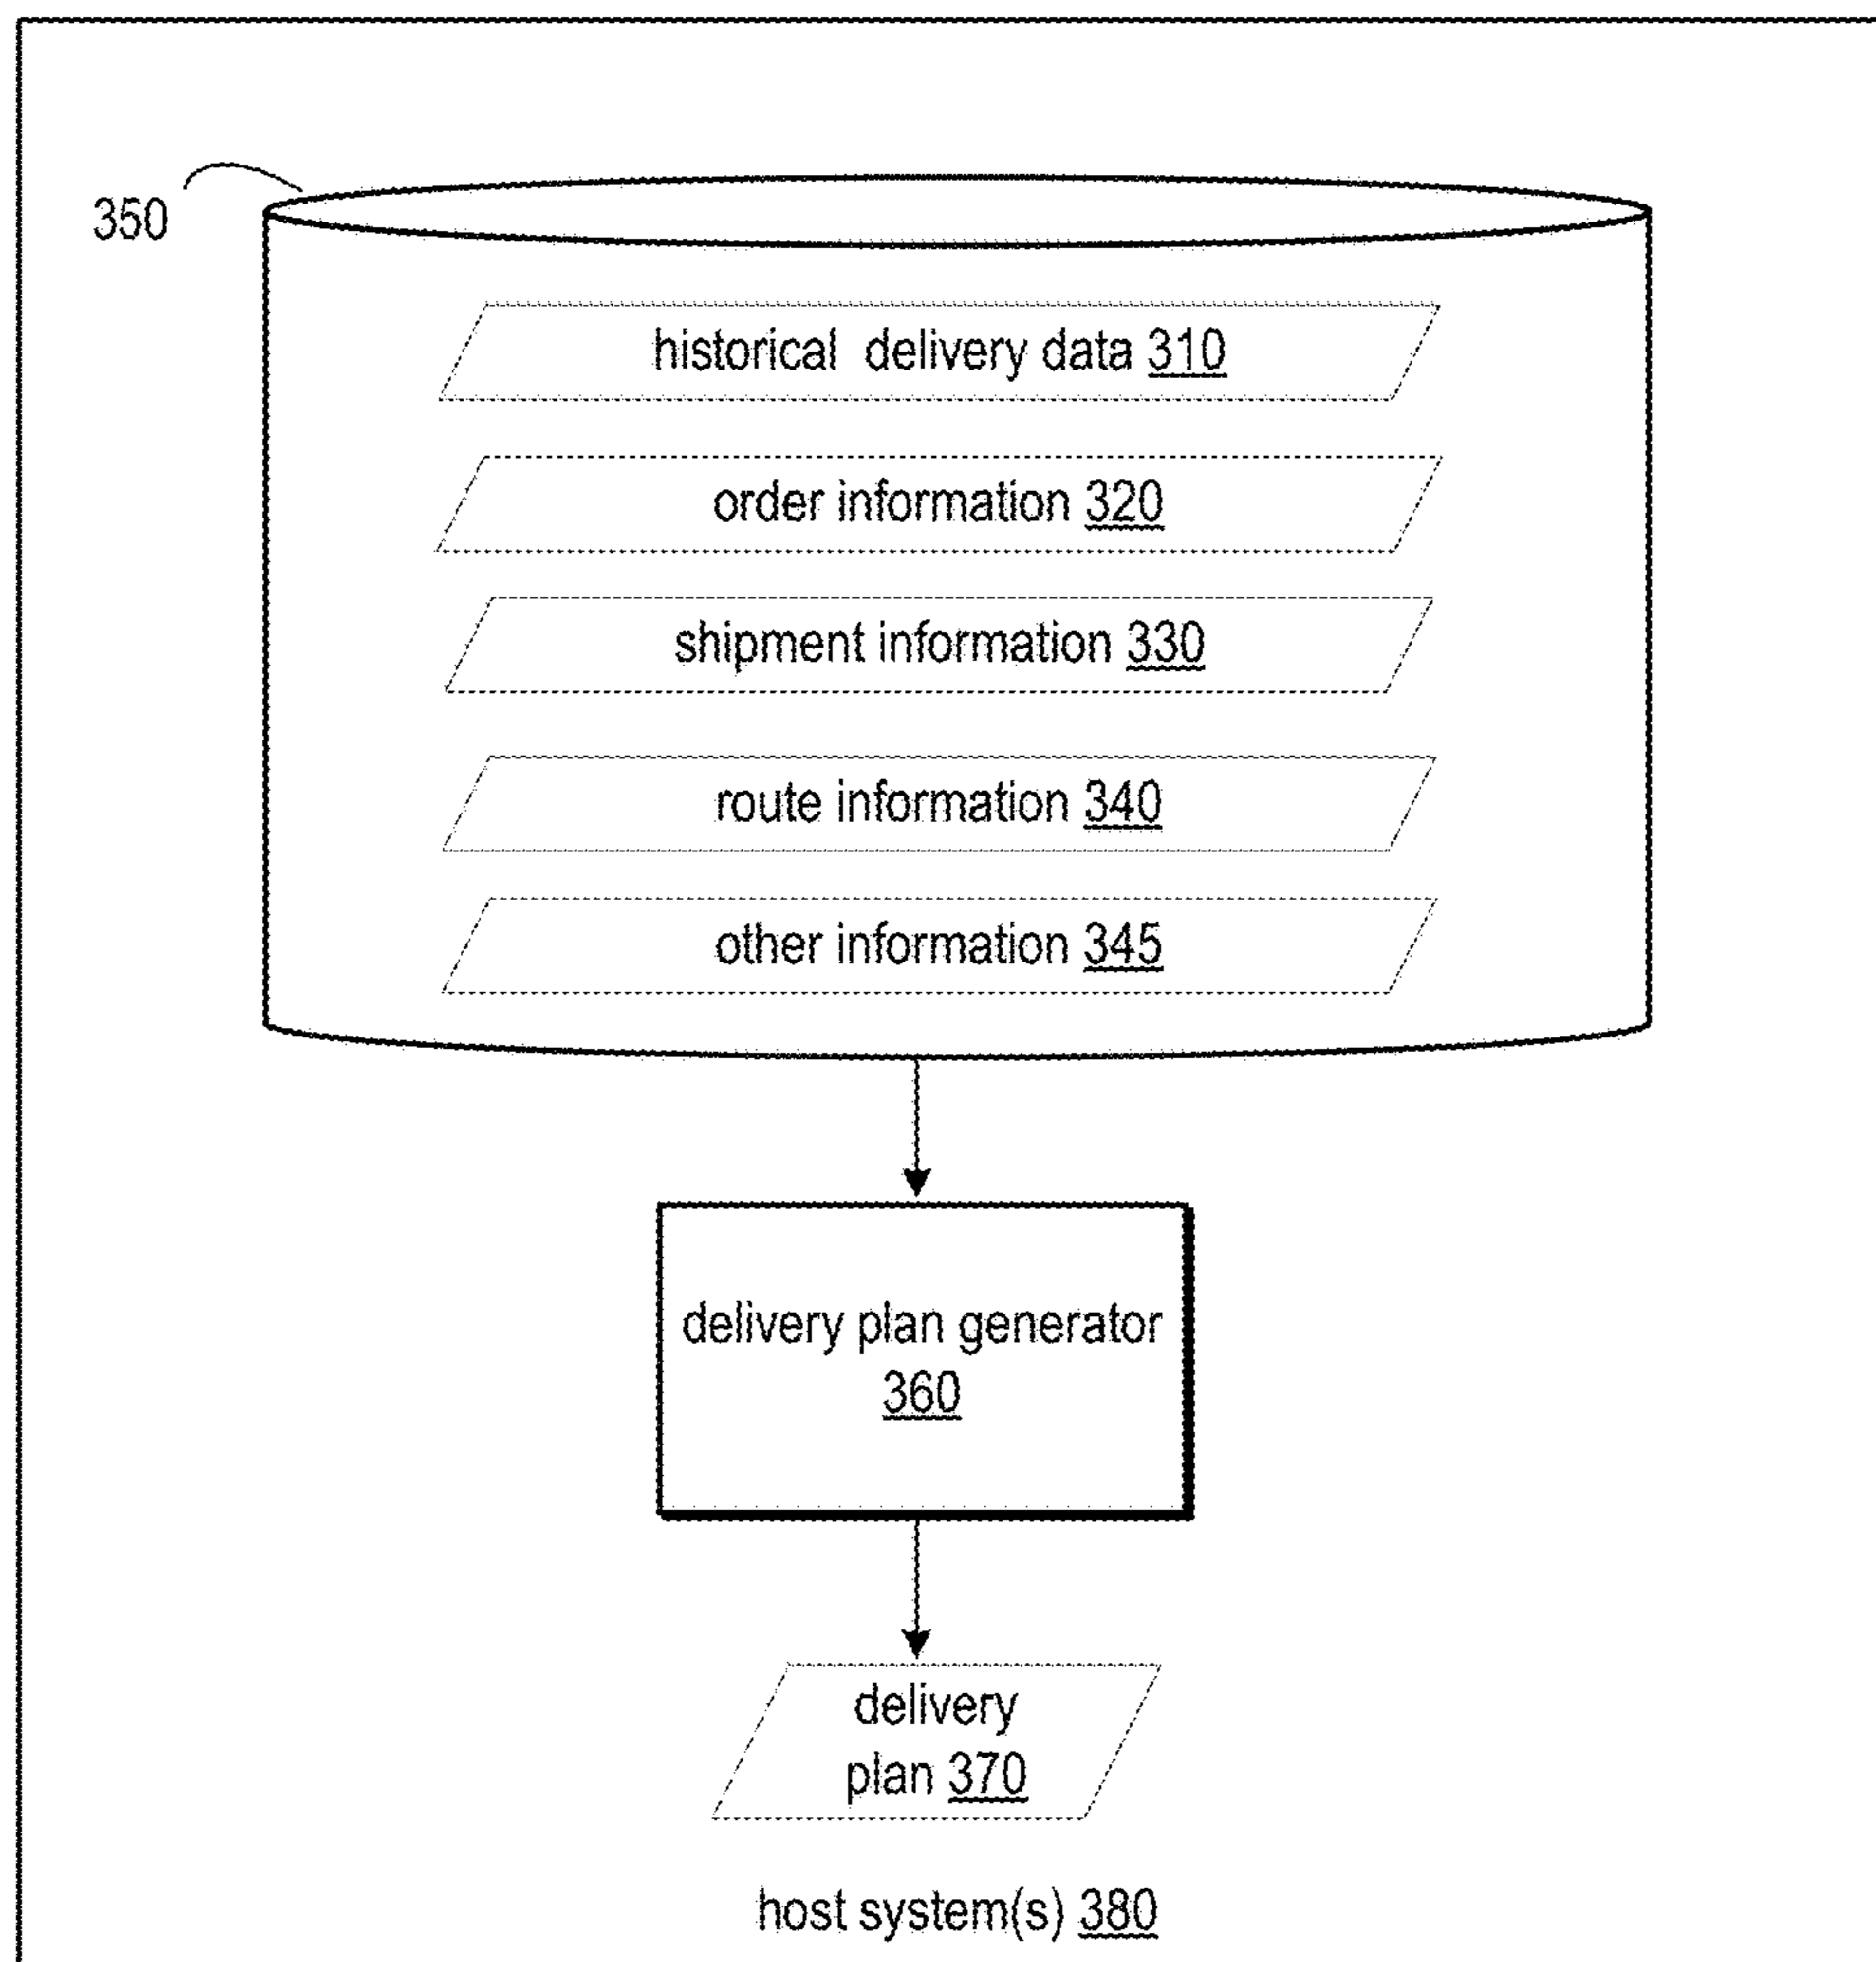 350
historical delivery data 310
order information 320
shipment information 330
route information 340
other information 345
delivery plan generator
360
delivery
plan 370
host system(s) 380